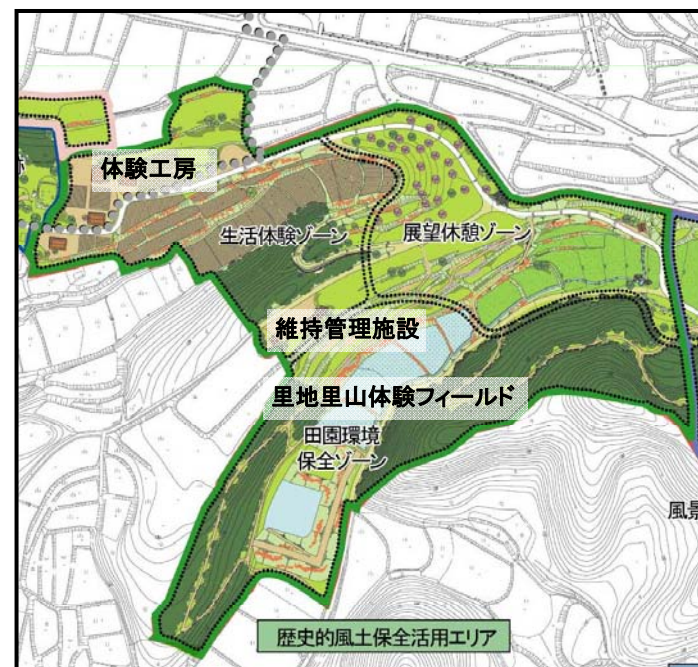 体験工房
生活体験ゾーン
展望休憩ゾーン
維持管理施設
里地里山体験フィールド
田園環境
保全ゾーン
風景
歴史的風土保全活用エリア